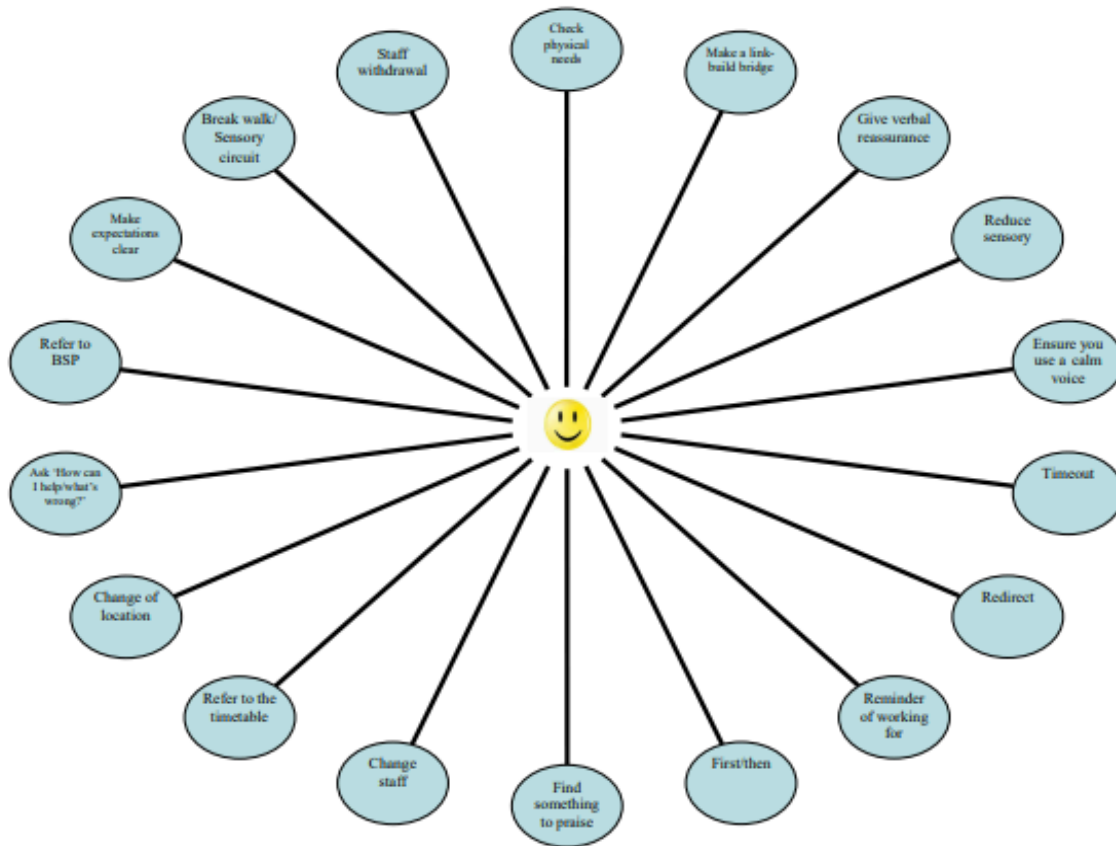 Check
physical
needs
Make a link-
build bridge
Give verbal
reassurance
Reduce
sensory
Ensure you
use a calm
voice
Timeout
Redirect
Reminder
of working
for
First/then
Find
something
to praise
Change
staff
Refer to the
timetable
Change of
location
Ask "How can
I help/what's
wrong?"
Refer to
BSP
Make
expectations
clear
Break walk/
Sensory
circuit
Staff
withdrawal